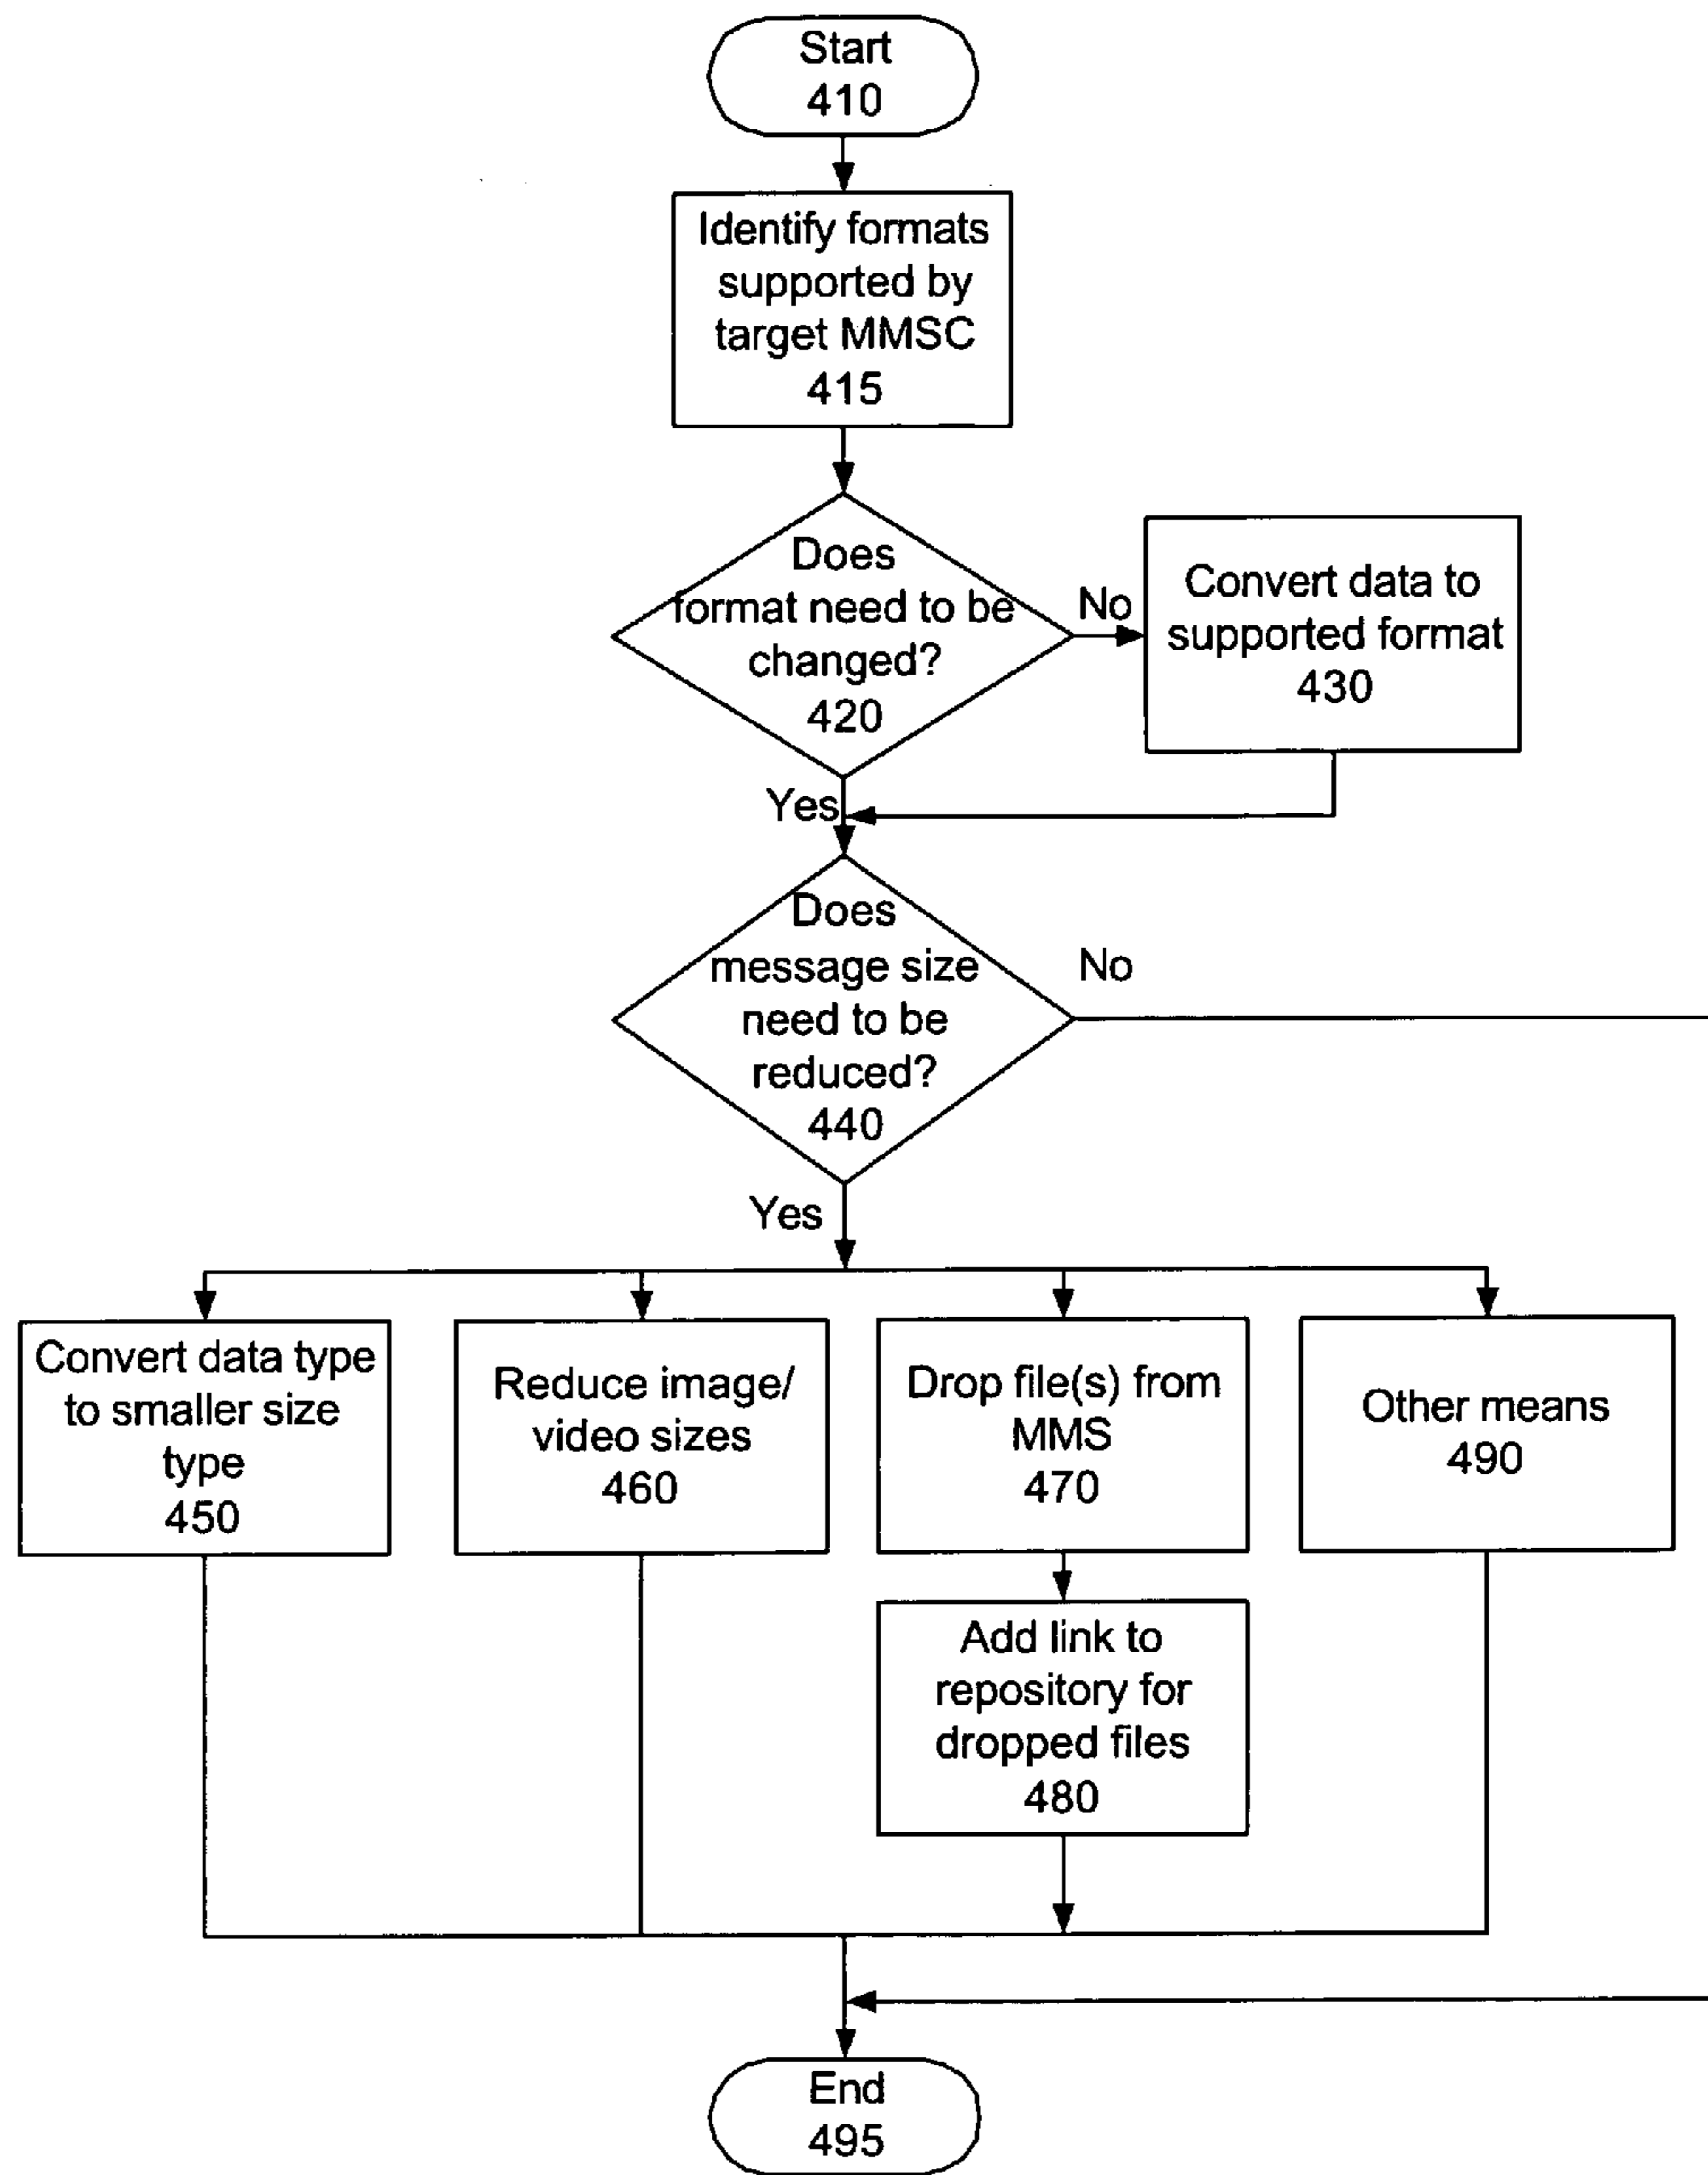 Start
410
Identify formats
supported by
target MMSC
415
Does
format need to be
changed?
420
No
Convert data to
supported format
430
Yes
Does
message size
need to be
reduced?
440
No
Yes
Convert data type
to smaller size
type
450
Reduce image/
video sizes
460
Drop file(s) from
MMS
470
Other means
490
Add link to
repository for
dropped files
480
End
495